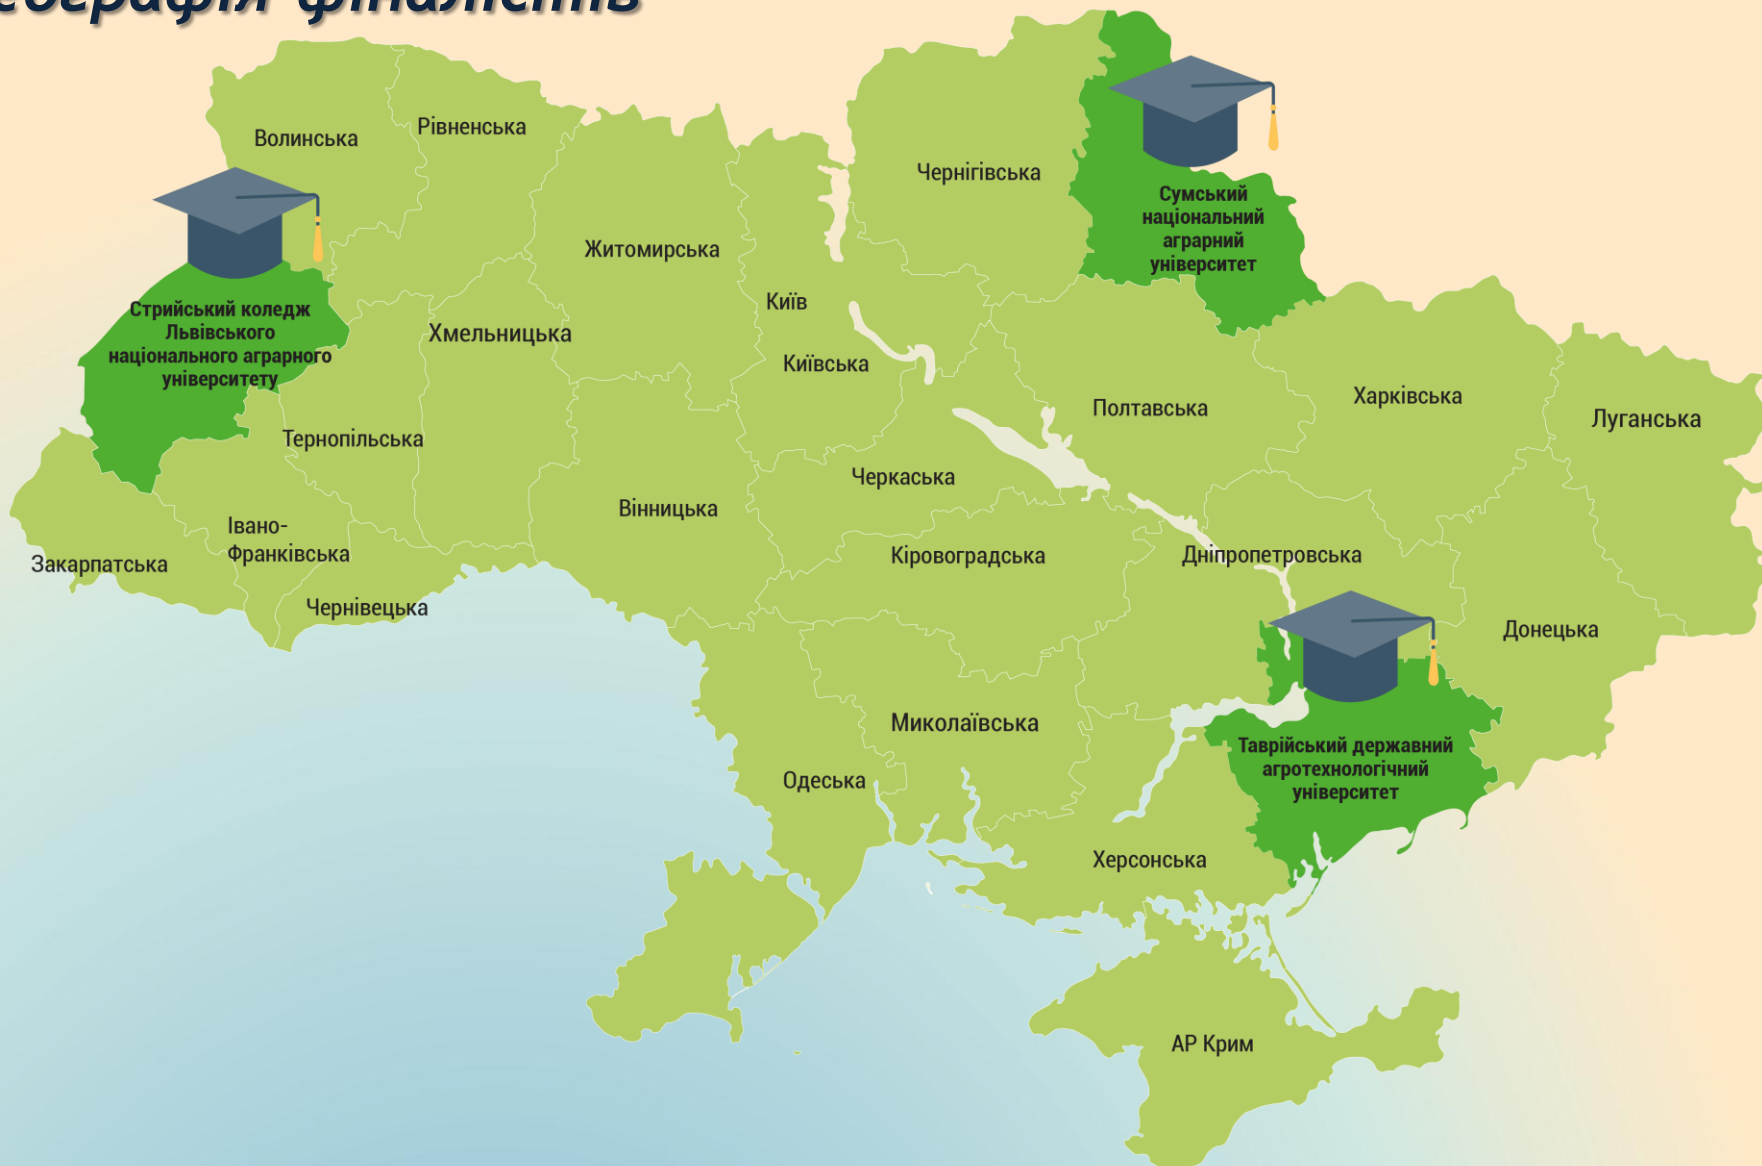 географія фіналістів
Волинська
Рівненська
Чернігівська
Сумський
національний
аграрний
університет
Житомирська
Київ
Стрийський коледж
Львівського
національного аграрного
університету
Хмельницька
Київська
Полтавська
Харківська
Луганська
Тернопільська
Черкаська
Вінницька
Івано-
Франківська
Закарпатська
Кіровоградська
Дніпропетровська
Чернівецька
Донецька
Миколаївська
Одеська
Таврійський державний
агротехнологічний
університет
Херсонська
АР Крим